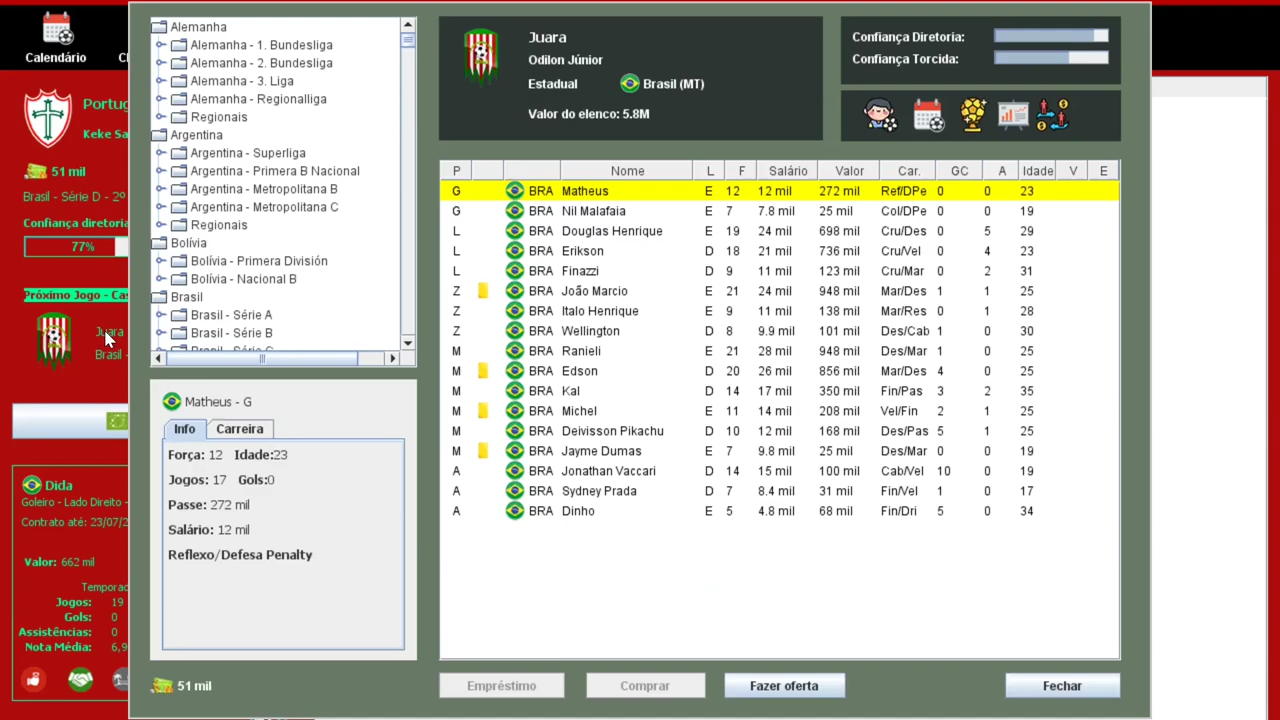 Calendário
Portug
Keke Sa
51 mil
Brasil - Série D - 2º
Confiança diretoria
77%
Próximo Jogo - Cas
Juara
Brasil -
Dida
Goleiro - Lado Direito -
Contrato até: 23/07/2
Valor: 662 mil
Temporad
Jogos: 19
Gols: 0
Assistências: 0
Nota Média: 6,9
Alemanha
Alemanha - 1. Bundesliga
Alemanha - 2. Bundesliga
Alemanha - 3. Liga
Alemanha - Regionalliga
Regionais
Argentina
Argentina - Superliga
Argentina - Primera B Nacional
Argentina - Metropolitana B
Argentina - Metropolitana C
Regionais
Bolívia
Bolívia - Primera División
Bolívia - Nacional B
Brasil
Brasil - Série A
Brasil - Série B
Brasil - Série C
Matheus - G
Info Carreira
Força: 12 Idade:23
Jogos: 17 Gols:0
Passe: 272 mil
Salário: 12 mil
Reflexo/Defesa Penalty
51 mil
Juara
Odilon Júnior
Estadual Brasil (MT)
Valor do elenco: 5.8M
Confiança Diretoria:
Confiança Torcida:
P Nome L F Salário Valor Car. GC A Idade V E
G BRA Matheus E 12 12 mil 272 mil Ref/DPe 0 0 23
G BRA Nil Malafaia E 7 7.8 mil 25 mil Col/DPe 0 0 19
L BRA Douglas Henrique E 19 24 mil 698 mil Cru/Des 0 5 29
L BRA Erikson D 18 21 mil 736 mil Cru/Vel 0 4 23
L BRA Finazzi D 9 11 mil 123 mil Cru/Mar 0 2 31
Z BRA João Marcio E 21 24 mil 948 mil Mar/Des 1 1 25
Z BRA Italo Henrique E 9 11 mil 138 mil Mar/Res 0 1 28
Z BRA Wellington D 8 9.9 mil 101 mil Des/Cab 1 0 30
M BRA Ranieli E 21 28 mil 948 mil Des/Mar 1 0 25
M BRA Edson D 20 26 mil 856 mil Mar/Des 4 0 25
M BRA Kal D 14 17 mil 350 mil Fin/Pas 3 2 35
M BRA Michel E 11 14 mil 208 mil Vel/Fin 2 1 25
M BRA Deivisson Pikachu D 10 12 mil 168 mil Des/Pas 5 1 25
M BRA Jayme Dumas E 7 9.8 mil 25 mil Des/Mar 0 0 19
A BRA Jonathan Vaccari D 14 15 mil 100 mil Cab/Vel 10 0 19
A BRA Sydney Prada D 7 8.4 mil 31 mil Fin/Vel 1 0 17
A BRA Dinho E 5 4.8 mil 68 mil Fin/Dri 5 0 34
Empréstimo Comprar Fazer oferta Fechar